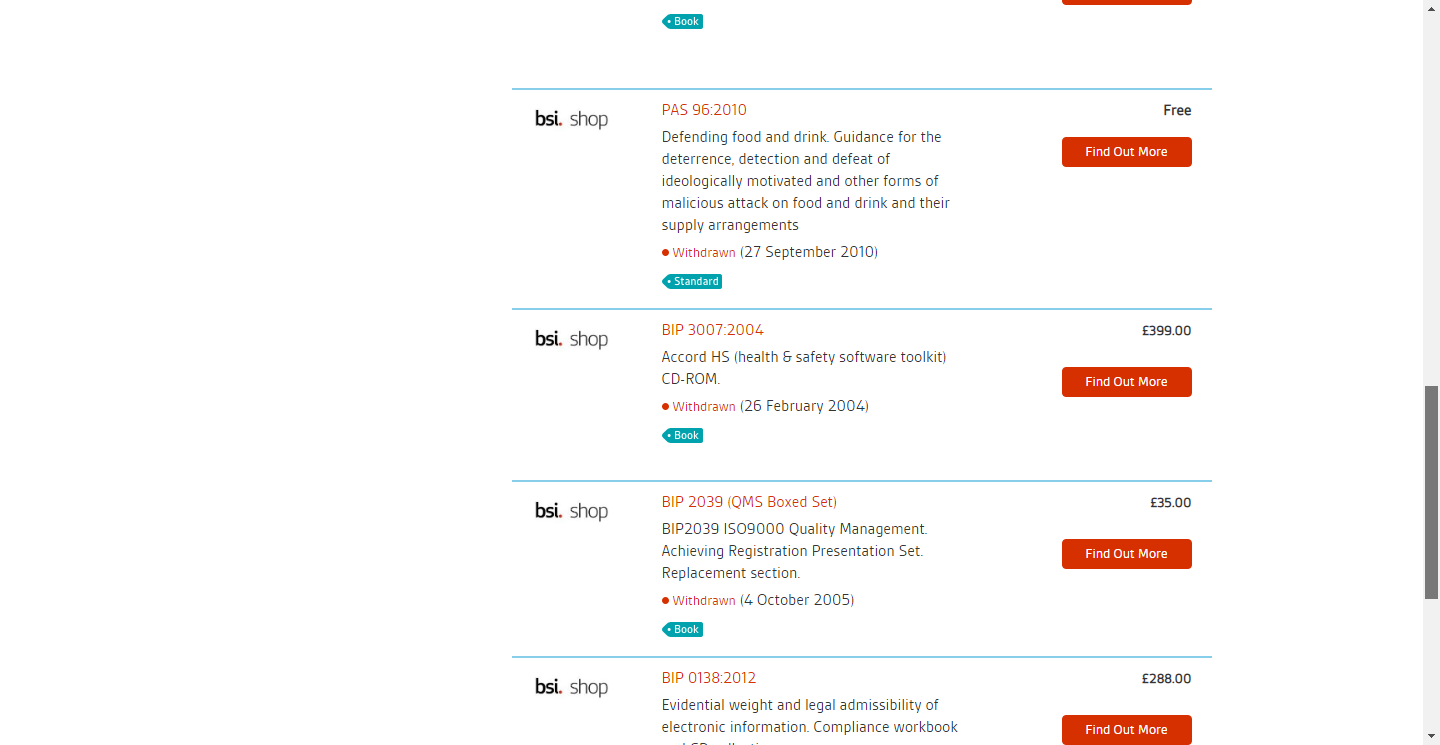 Book
bsi. shop
PAS 96:2010
Free
Defending food and drink. Guidance for the
deterrence, detection and defeat of
ideologically motivated and other forms of
malicious attack on food and drink and their
supply arrangements
Find Out More
Withdrawn (27 September 2010)
Standard
bsi. shop
BIP 3007:2004
£399.00
Accord HS (health & safety software toolkit)
CD-ROM.
Find Out More
Withdrawn (26 February 2004)
Book
bsi. shop
BIP 2039 (QMS Boxed Set)
£35.00
BIP2039 ISO9000 Quality Management.
Achieving Registration Presentation Set.
Replacement section.
Find Out More
Withdrawn (4 October 2005)
Book
bsi. shop
BIP 0138:2012
£288.00
Evidential weight and legal admissibility of
electronic information. Compliance workbook
Find Out More